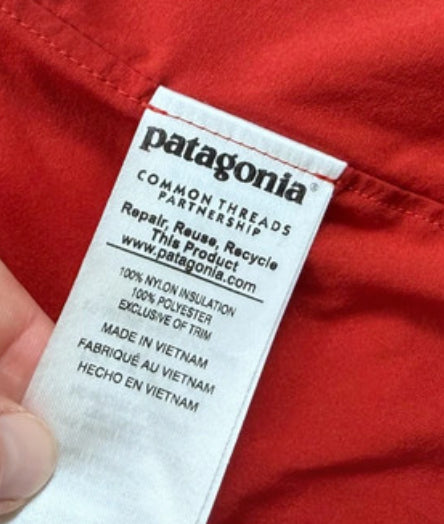 patagonia®
COMMON THREADS
PARTNERSHIP
Repair, Reuse, Recycle
This Product
www.patagonia.com
100% NYLON INSULATION
100% POLYESTER
EXCLUSIVE OF TRIM
MADE IN VIETNAM
FABRIQUÉ AU VIETNAM
HECHO EN VIETNAM